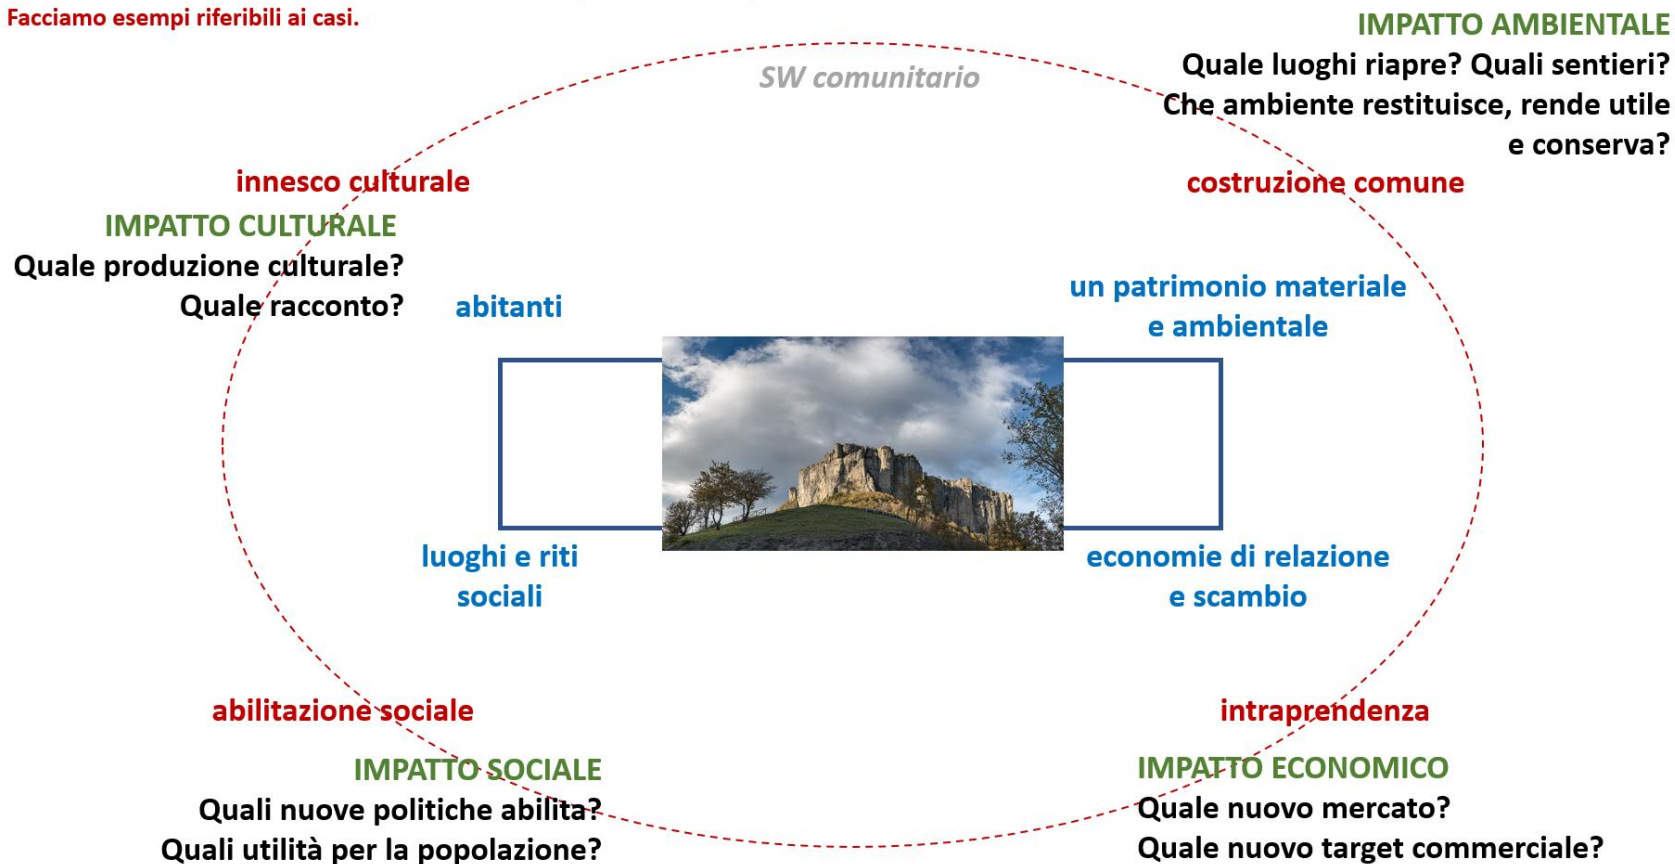 Facciamo esempi riferibili ai casi.
IMPATTO AMBIENTALE
Quale luoghi riapre? Quali sentieri?
Che ambiente restituisce, rende utile
e conserva?
SW comunitario
innesco culturale
IMPATTO CULTURALE
Quale produzione culturale?
Quale racconto?
costruzione comune
abitanti
un patrimonio materiale
e ambientale
luoghi e riti
sociali
economie di relazione
e scambio
abilitazione sociale
IMPATTO SOCIALE
Quali nuove politiche abilita?
Quali utilità per la popolazione?
intraprendenza
IMPATTO ECONOMICO
Quale nuovo mercato?
Quale nuovo target commerciale?